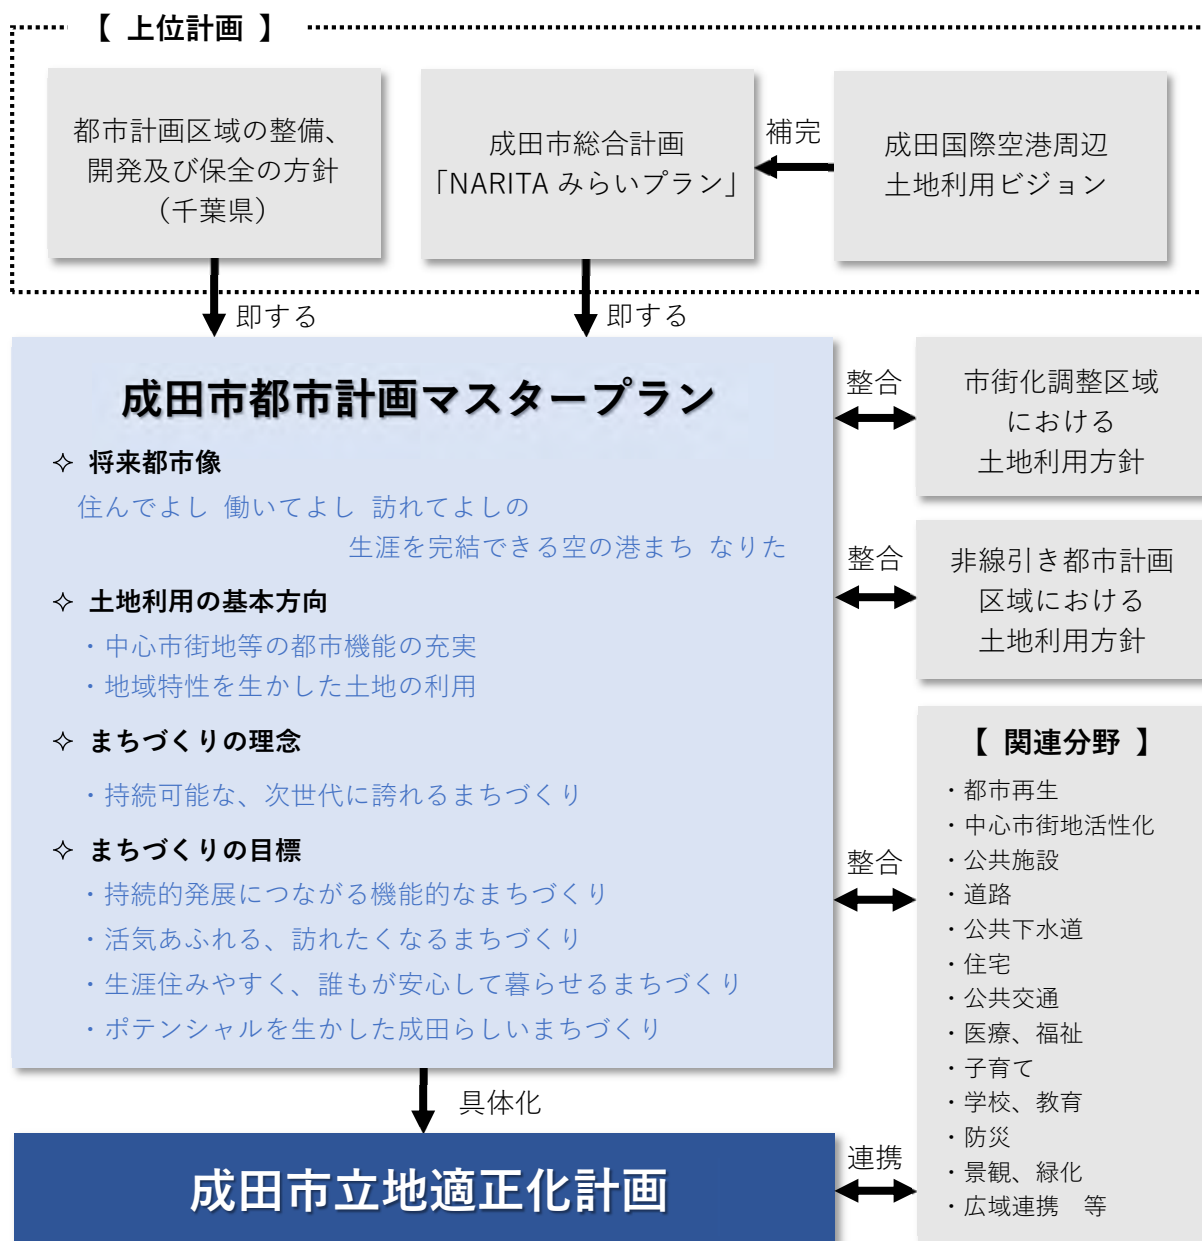 【 上位計画 】
都市計画区域の整備、
開発及び保全の方針
（千葉県）
成田市総合計画
「NARITA みらいプラン」
補完
成田国際空港周辺
土地利用ビジョン
即する
即する
成田市都市計画マスタープラン
✧ 将来都市像
住んでよし 働いてよし 訪れてよしの
生涯を完結できる空の港まち なりた
✧ 土地利用の基本方向
・中心市街地等の都市機能の充実
・地域特性を生かした土地の利用
✧ まちづくりの理念
・持続可能な、次世代に誇れるまちづくり
✧ まちづくりの目標
・持続的発展につながる機能的なまちづくり
・活気あふれる、訪れたくなるまちづくり
・生涯住みやすく、誰もが安心して暮らせるまちづくり
・ポテンシャルを生かした成田らしいまちづくり
整合
市街化調整区域
における
土地利用方針
整合
非線引き都市計画
区域における
土地利用方針
整合
【 関連分野 】
・都市再生
・中心市街地活性化
・公共施設
・道路
・公共下水道
・住宅
・公共交通
・医療、福祉
・子育て
・学校、教育
・防災
・景観、緑化
・広域連携　等
具体化
成田市立地適正化計画
連携